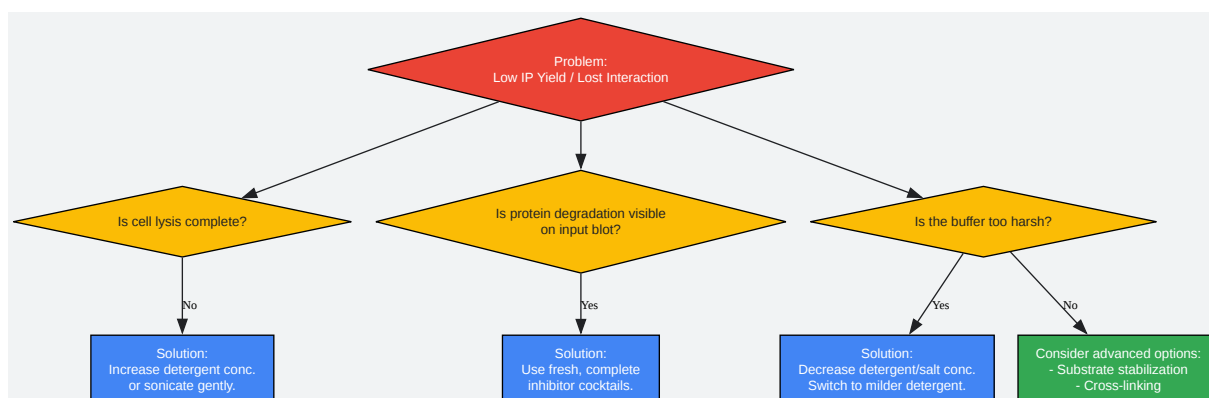 Problem:
Low IP Yield / Lost Interaction
Is cell lysis complete?
Is protein degradation visible
on input blot?
Is the buffer too harsh?
No
Yes
Yes
No
Solution:
Increase detergent conc.
or sonicate gently.
Solution:
Use fresh, complete
inhibitor cocktails.
Solution:
Decrease detergent/salt conc.
Switch to milder detergent.
Consider advanced options:
- Substrate stabilization
- Cross-linking